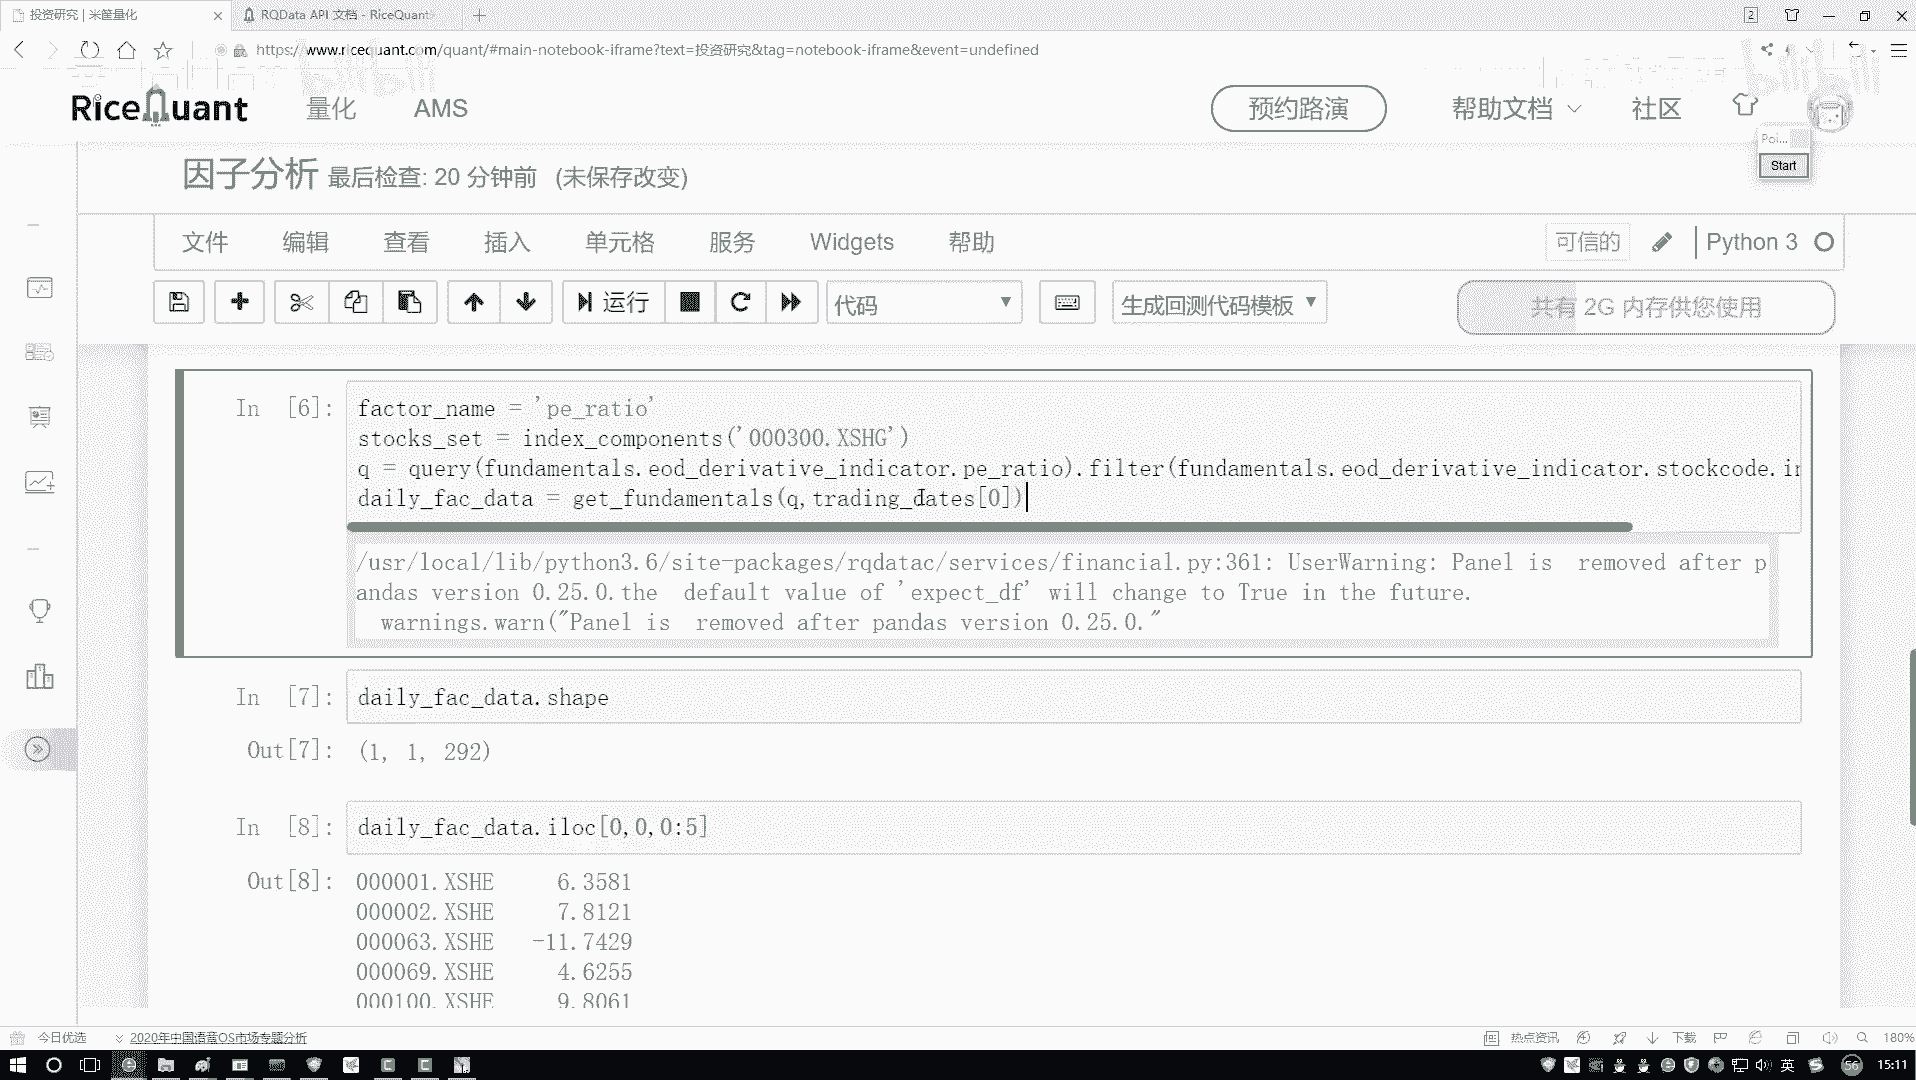 投资研究 | 米筐量化
RQData API 文档 - RiceQuant
2
https://www.ricequant.com/quant/#main-notebook-iframe?text=投资研究&tag=notebook-iframe&event=undefined
bilibili
bilibili
RiceQuant 量化 AMS 预约路演 帮助文档 社区
Poi...
Start
因子分析 最后检查: 20 分钟前 (未保存改变)
文件 编辑 查看 插入 单元格 服务 Widgets 帮助 可信的 Python 3
运行 代码 生成回测代码模板 共有 2G 内存供您使用
In [6]: factor_name = 'pe_ratio'
stocks_set = index_components('000300.XSHG')
q = query(fundamentals.eod_derivative_indicator.pe_ratio).filter(fundamentals.eod_derivative_indicator.stockcode.in
daily_fac_data = get_fundamentals(q,trading_dates[0])
/usr/local/lib/python3.6/site-packages/rqdatac/services/financial.py:361: UserWarning: Panel is removed after p
andas version 0.25.0.the default value of 'expect_df' will change to True in the future.
warnings.warn("Panel is removed after pandas version 0.25.0."
In [7]: daily_fac_data.shape
Out[7]: (1, 1, 292)
In [8]: daily_fac_data.iloc[0,0,0:5]
Out[8]: 000001.XSHE 6.3581
000002.XSHE 7.8121
000063.XSHE -11.7429
000069.XSHE 4.6255
000100.XSHE 9.8061
今日优选 2020年中国语音OS市场专题分析 热点资讯 下载 180%
英 56 15:11